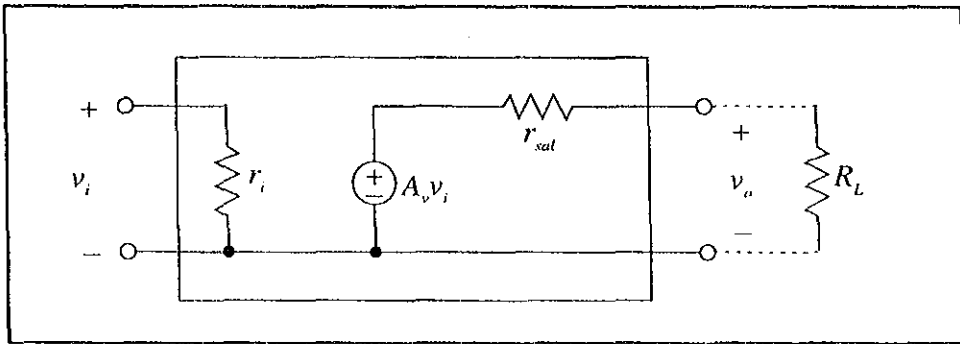 +
v_i
−
r_i
+
−
A_v v_i
r_sal
+
v_o
−
R_L